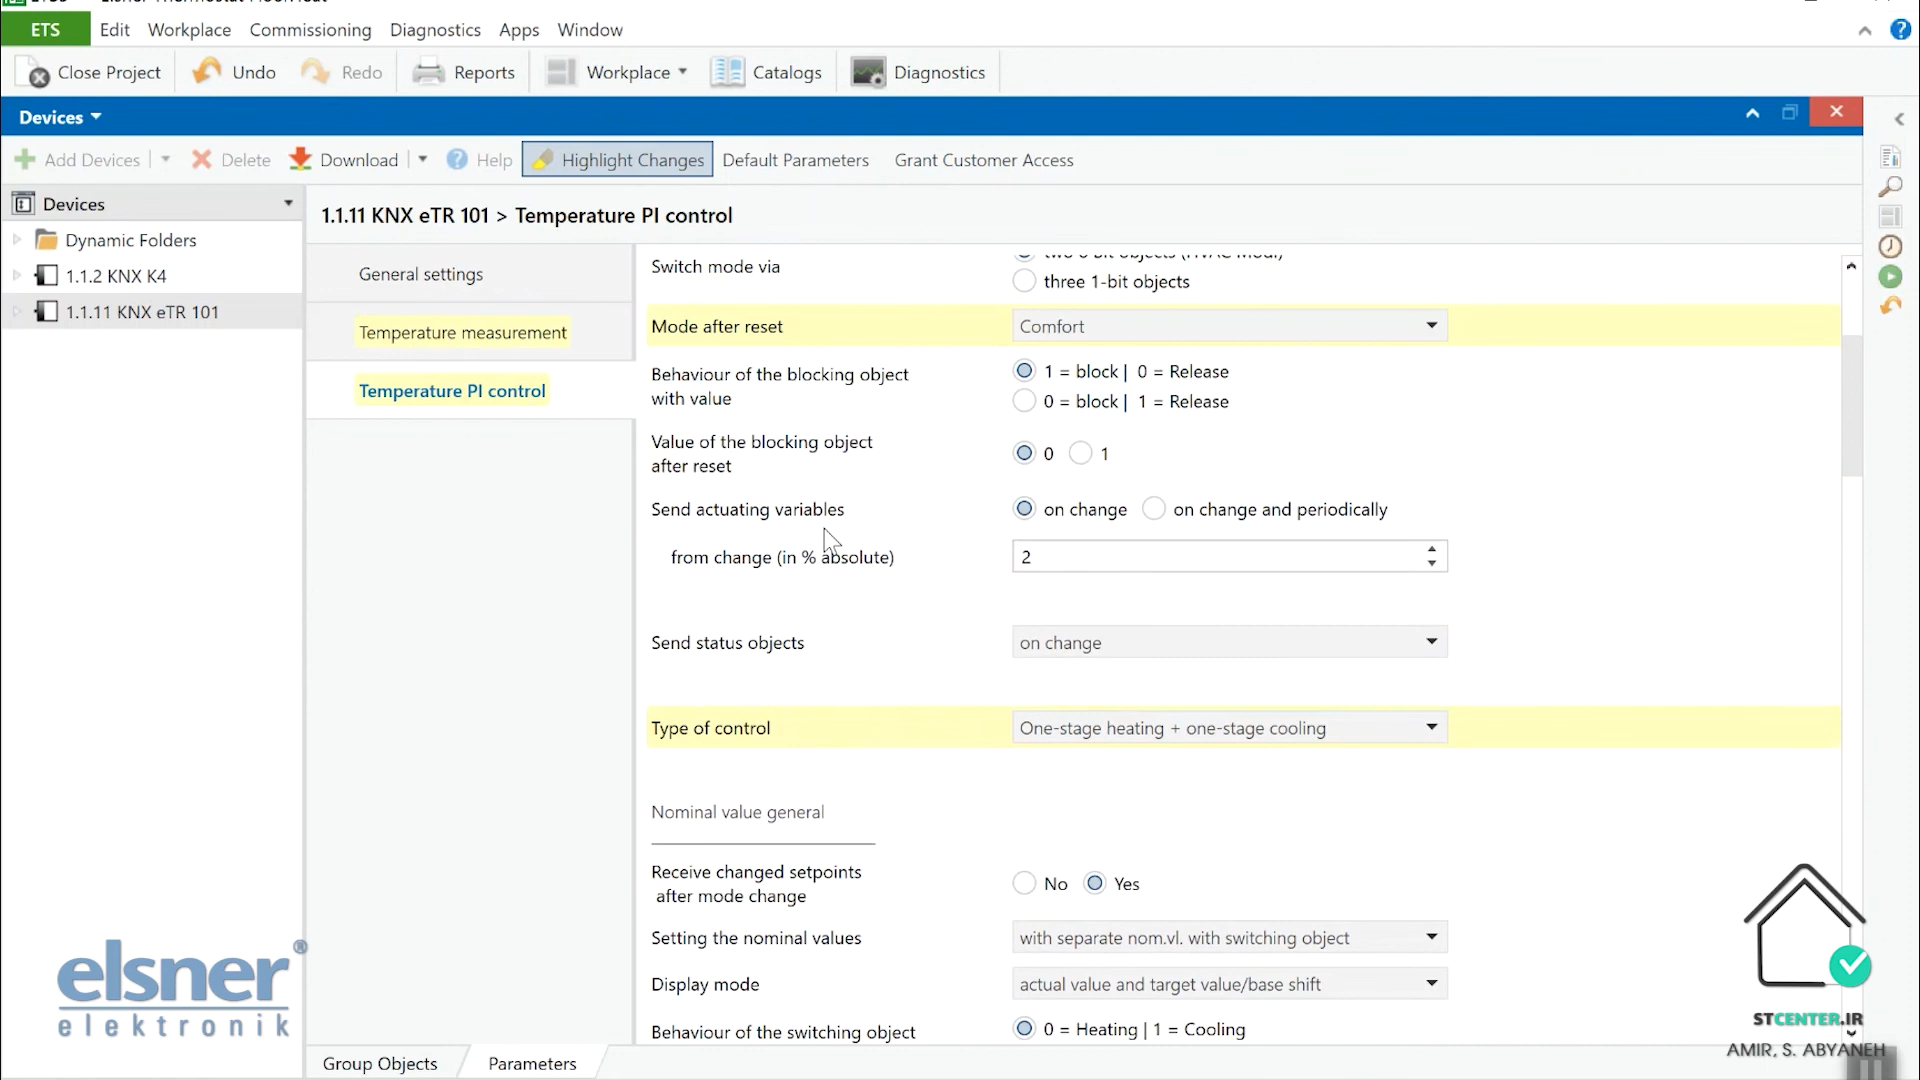 ETS Edit Workplace Commissioning Diagnostics Apps Window
Close Project Undo Redo Reports Workplace Catalogs Diagnostics
Devices
Add Devices Delete Download Help Highlight Changes Default Parameters Grant Customer Access
Devices
Dynamic Folders
1.1.2 KNX K4
1.1.11 KNX eTR 101
1.1.11 KNX eTR 101 > Temperature PI control
General settings
Temperature measurement
Temperature PI control
Switch mode via
three 1-bit objects
Mode after reset Comfort
Behaviour of the blocking object
with value
1 = block | 0 = Release
0 = block | 1 = Release
Value of the blocking object
after reset
0 1
Send actuating variables on change on change and periodically
from change (in % absolute) 2
Send status objects on change
Type of control One-stage heating + one-stage cooling
Nominal value general
Receive changed setpoints
after mode change
No Yes
Setting the nominal values with separate nom.vl. with switching object
Display mode actual value and target value/base shift
Behaviour of the switching object 0 = Heating | 1 = Cooling
Group Objects Parameters
elsner®
elektronik
STCENTER.IR
AMIR, S. ABYANEH